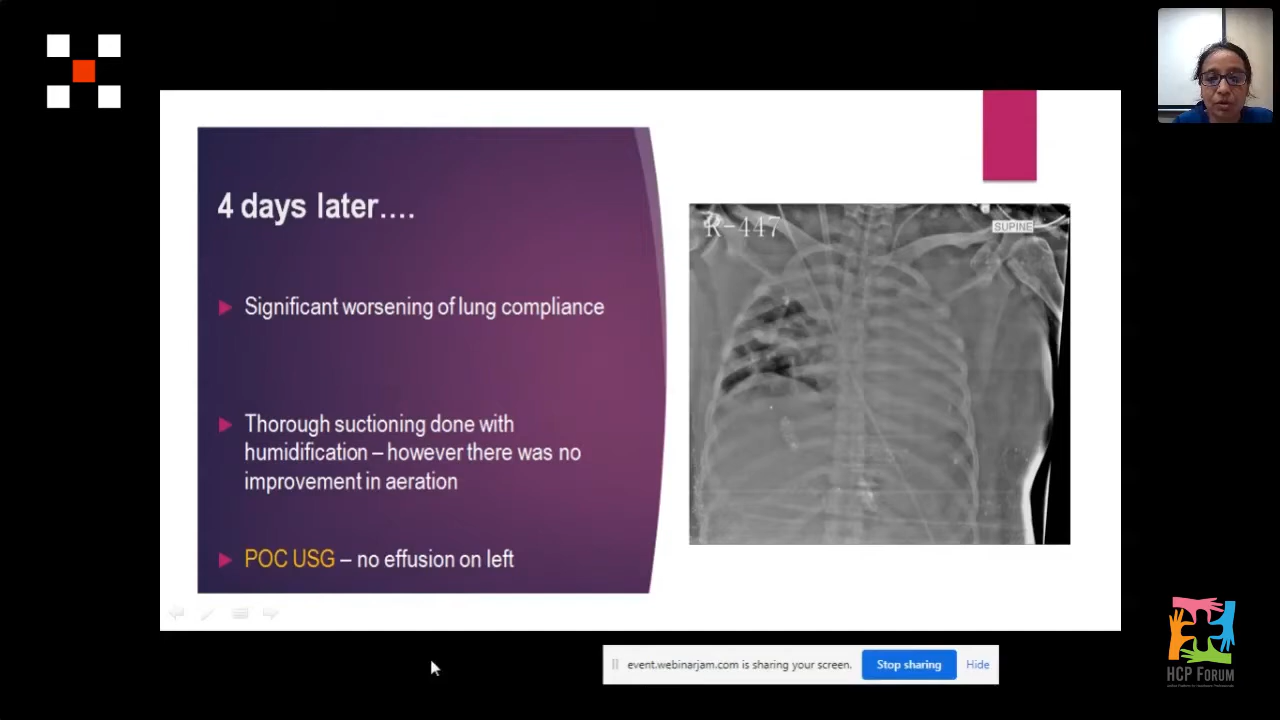 4 days later....
Significant worsening of lung compliance
Thorough suctioning done with
humidification – however there was no
improvement in aeration
POC USG – no effusion on left
R-447
SUPINE
event.webinarjam.com is sharing your screen.
Stop sharing
Hide
HCP FORUM